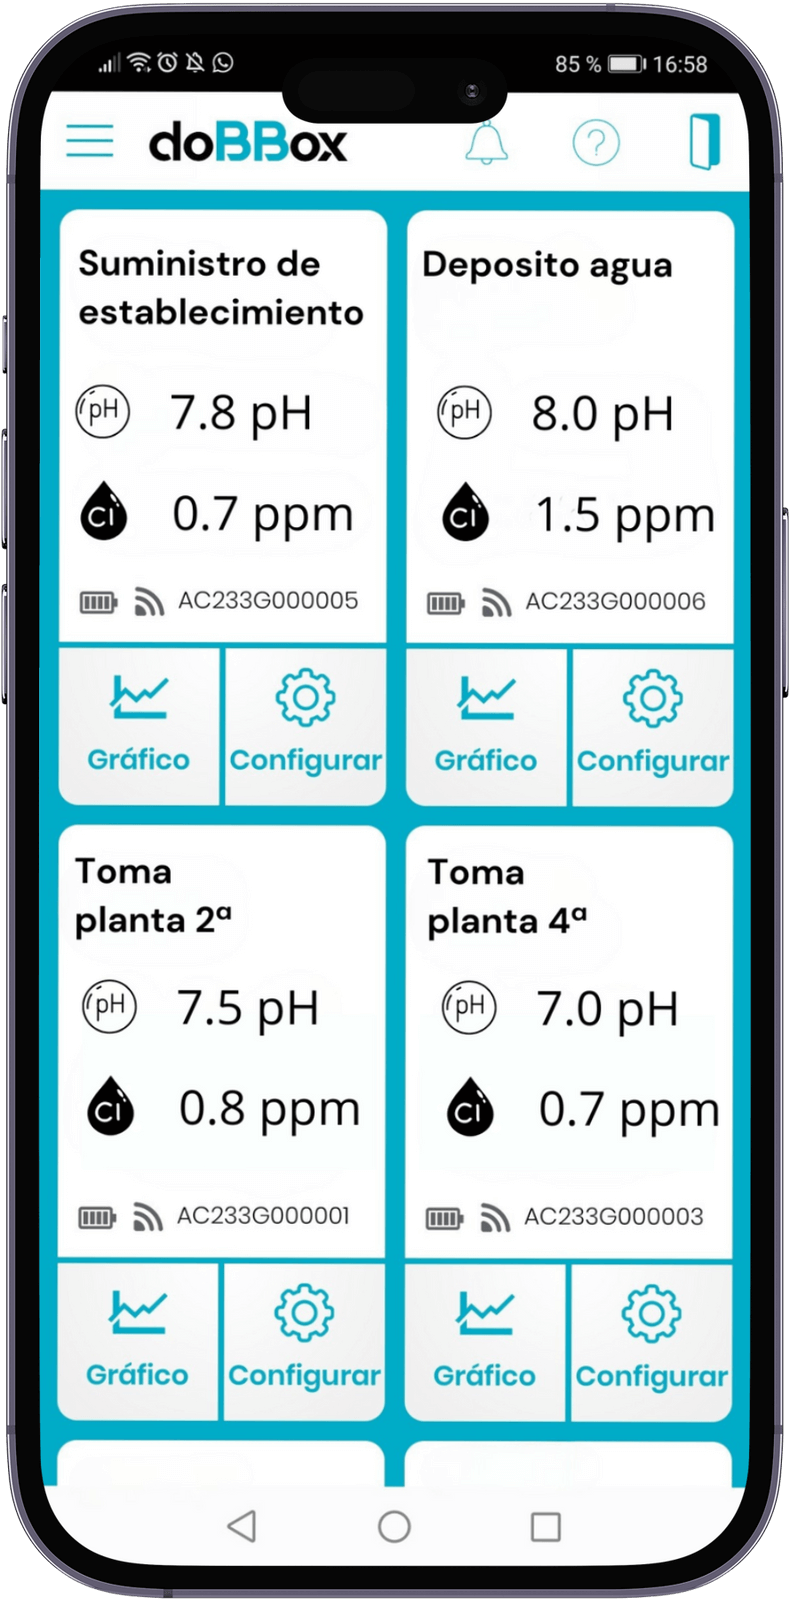 85 % 16:58
doBBox
?
Suministro de
establecimiento
pH 7.8 pH
Cl 0.7 ppm
AC233G000005
Gráfico Configurar
Deposito agua
pH 8.0 pH
Cl 1.5 ppm
AC233G000006
Gráfico Configurar
Toma
planta 2ª
pH 7.5 pH
Cl 0.8 ppm
AC233G000001
Gráfico Configurar
Toma
planta 4ª
pH 7.0 pH
Cl 0.7 ppm
AC233G000003
Gráfico Configurar